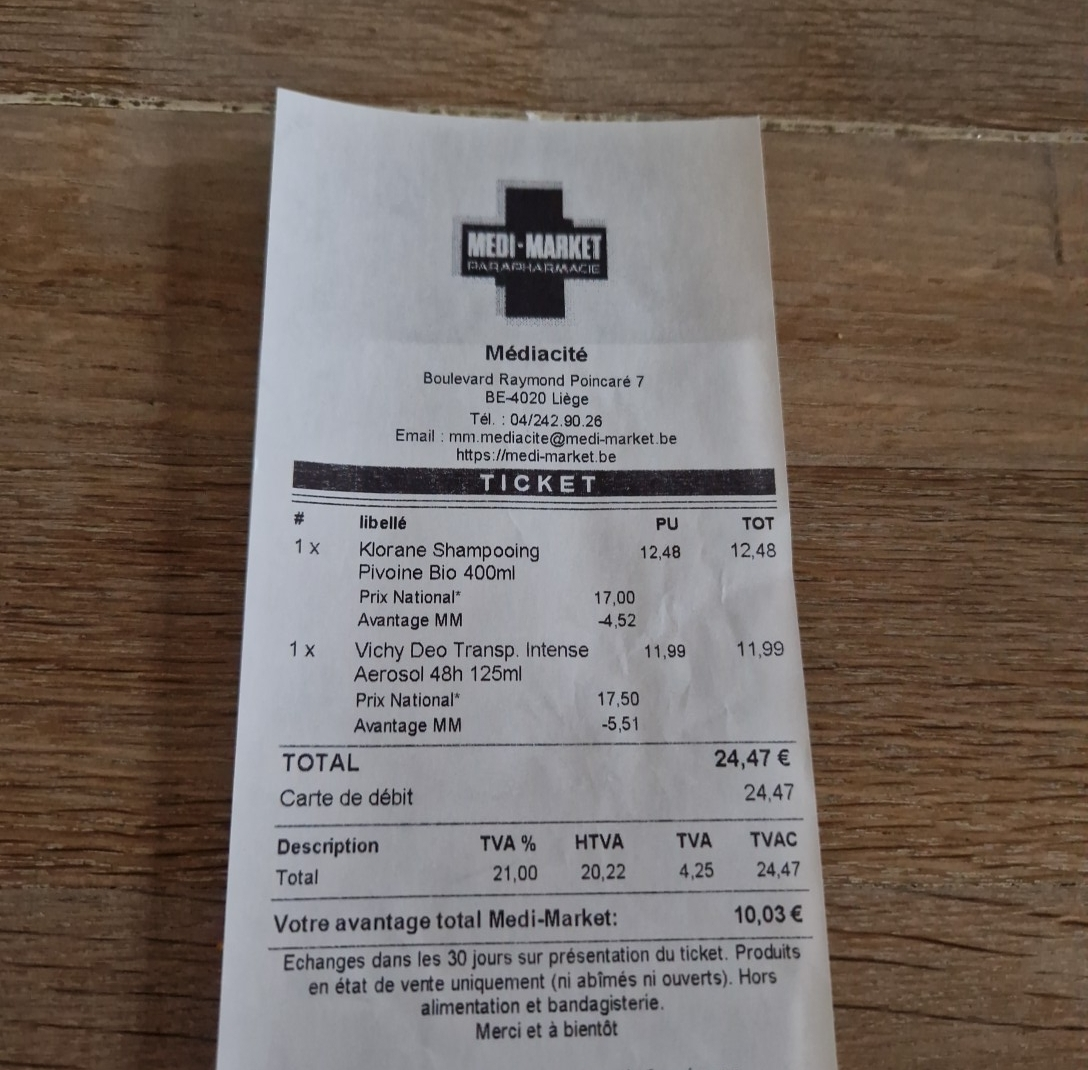 MEDI-MARKET
PARAPHARMACIE
Médiacité
Boulevard Raymond Poincaré 7
BE-4020 Liège
Tél. : 04/242.90.26
Email : mm.mediacite@medi-market.be
https://medi-market.be
TICKET
# libellé PU TOT
1 x Klorane Shampooing 12,48 12,48
Pivoine Bio 400ml
Prix National* 17,00
Avantage MM -4,52
1 x Vichy Deo Transp. Intense 11,99 11,99
Aerosol 48h 125ml
Prix National* 17,50
Avantage MM -5,51
TOTAL 24,47 €
Carte de débit 24,47
Description TVA % HTVA TVA TVAC
Total 21,00 20,22 4,25 24,47
Votre avantage total Medi-Market: 10,03 €
Echanges dans les 30 jours sur présentation du ticket. Produits
en état de vente uniquement (ni abîmés ni ouverts). Hors
alimentation et bandagisterie.
Merci et à bientôt